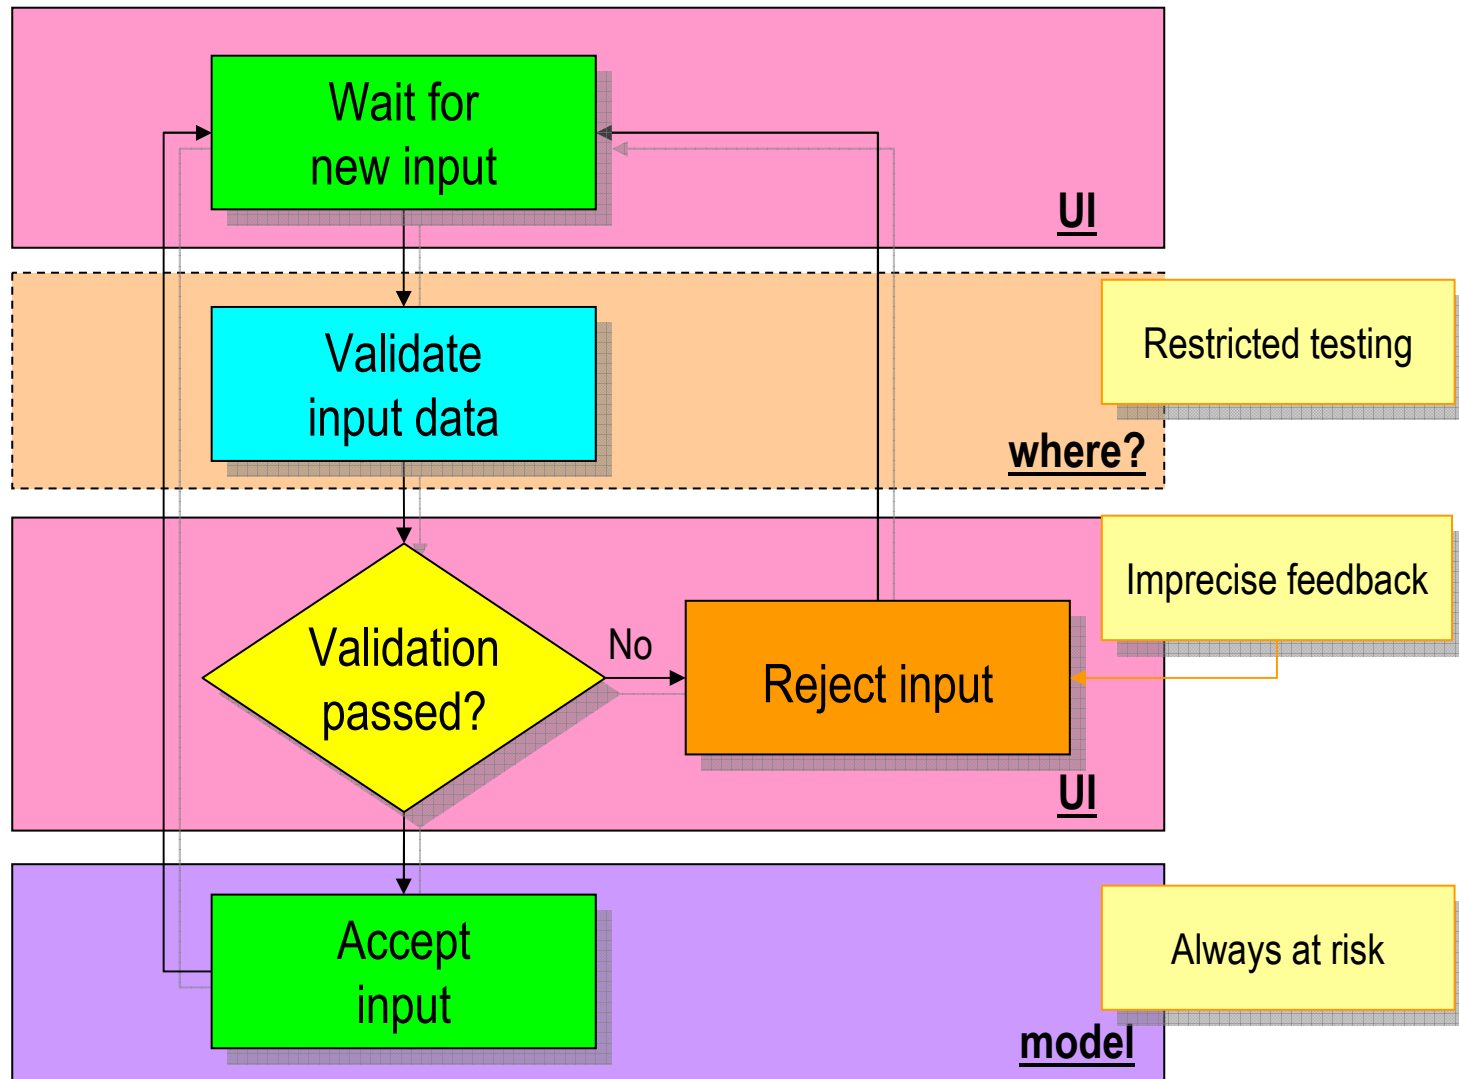 Wait for
new input
UI
Validate
input data
where?
Restricted testing
Validation
passed?
No
Reject input
Imprecise feedback
UI
Accept
input
model
Always at risk